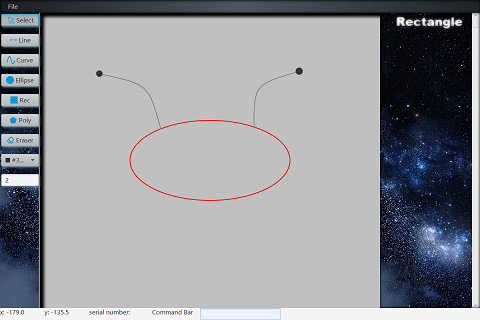 File
Select
Rectangle
Line
Curve
Ellipse
Rec
Poly
Eraser
#3...
2
x: -179.0 y: -135.5 serial number: Command Bar